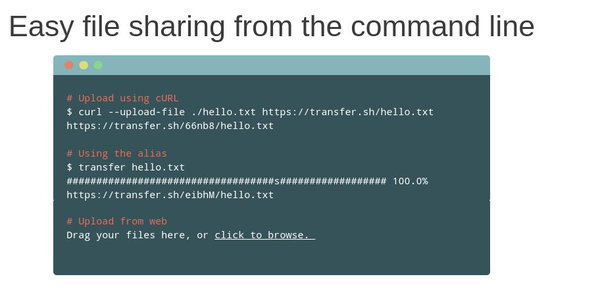 Easy file sharing from the command line
# Upload using cURL
$ curl --upload-file ./hello.txt https://transfer.sh/hello.txt
https://transfer.sh/66nb8/hello.txt
# Using the alias
$ transfer hello.txt
###################################s################## 100.0%
https://transfer.sh/eibhM/hello.txt
# Upload from web
Drag your files here, or click to browse.